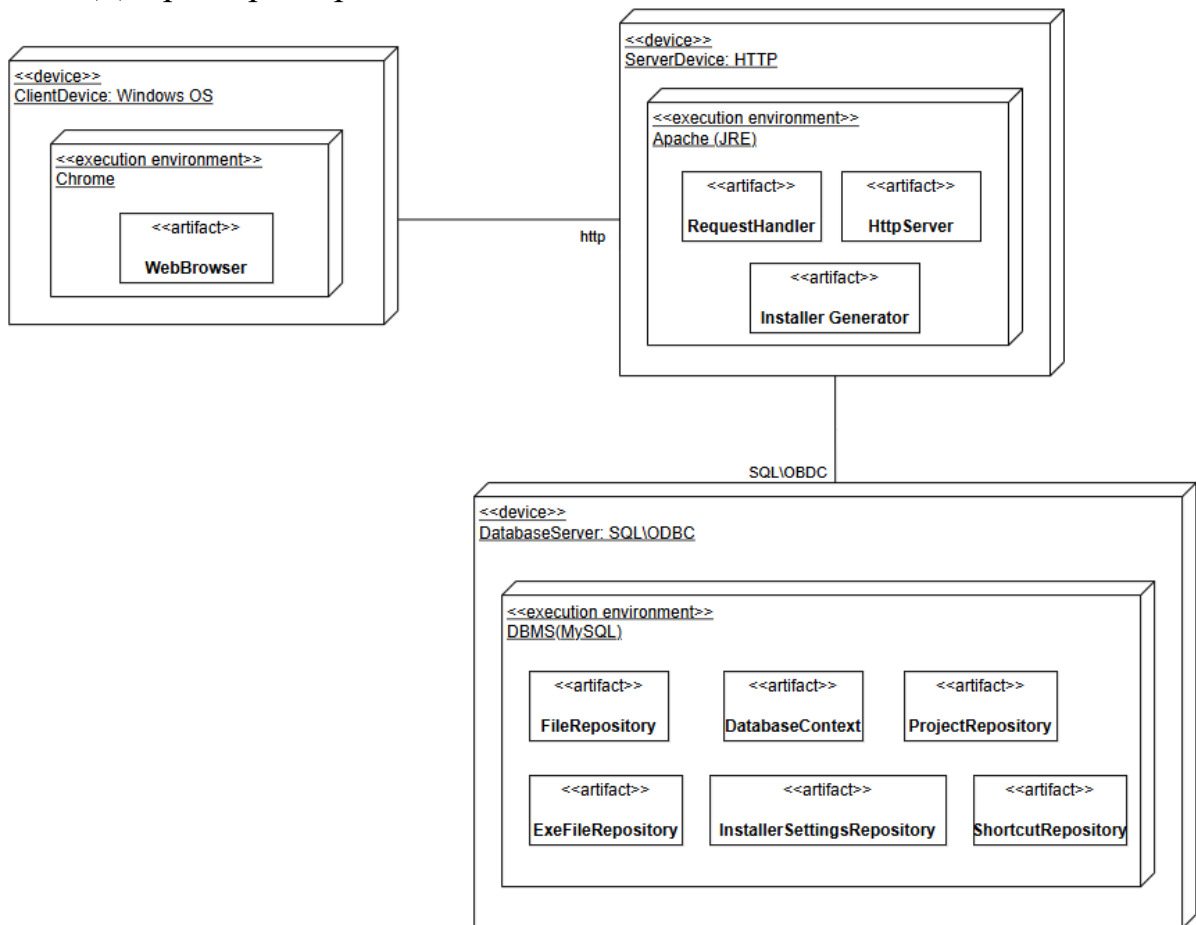 <<device>>
ClientDevice: Windows OS
<<execution environment>>
Chrome
<<artifact>>
WebBrowser
http
<<device>>
ServerDevice: HTTP
<<execution environment>>
Apache (JRE)
<<artifact>>
RequestHandler
<<artifact>>
HttpServer
<<artifact>>
Installer Generator
SQL\OBDC
<<device>>
DatabaseServer: SQL\ODBC
<<execution environment>>
DBMS(MySQL)
<<artifact>>
FileRepository
<<artifact>>
DatabaseContext
<<artifact>>
ProjectRepository
<<artifact>>
ExeFileRepository
<<artifact>>
InstallerSettingsRepository
<<artifact>>
ShortcutRepository